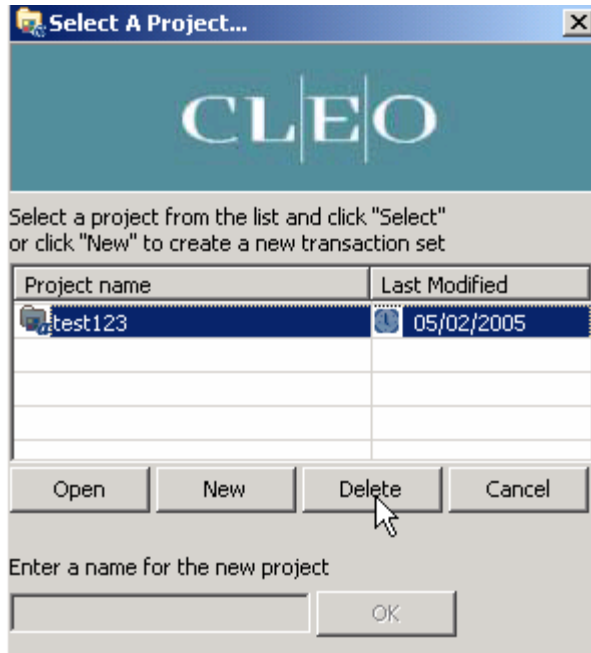 Select A Project...
CLEO
Select a project from the list and click "Select"
or click "New" to create a new transaction set
Project name Last Modified
test123 05/02/2005
Open New Delete Cancel
Enter a name for the new project
OK